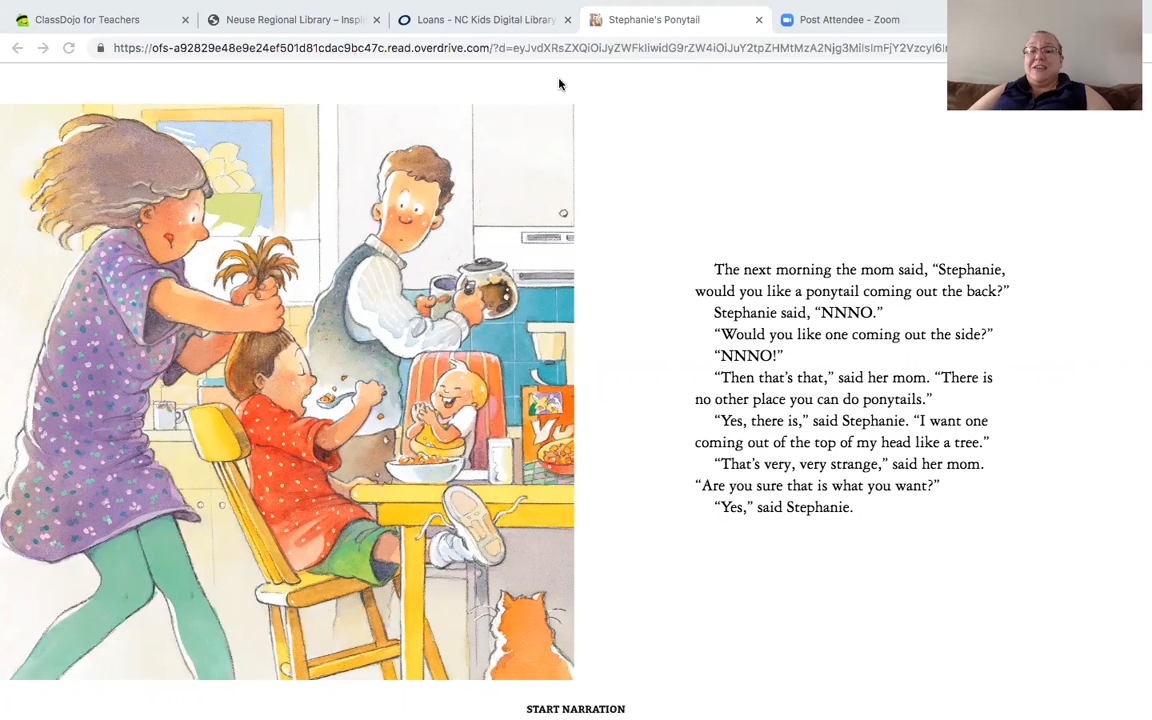 ClassDojo for Teachers
Neuse Regional Library – Inspi
Loans - NC Kids Digital Library
Stephanie's Ponytail
Post Attendee - Zoom
The next morning the mom said, “Stephanie,
would you like a ponytail coming out the back?”
Stephanie said, “NNNO.”
“Would you like one coming out the side?”
“NNNO!”
“Then that’s that,” said her mom. “There is
no other place you can do ponytails.”
“Yes, there is,” said Stephanie. “I want one
coming out of the top of my head like a tree.”
“That’s very, very strange,” said her mom.
“Are you sure that is what you want?”
“Yes,” said Stephanie.
START NARRATION